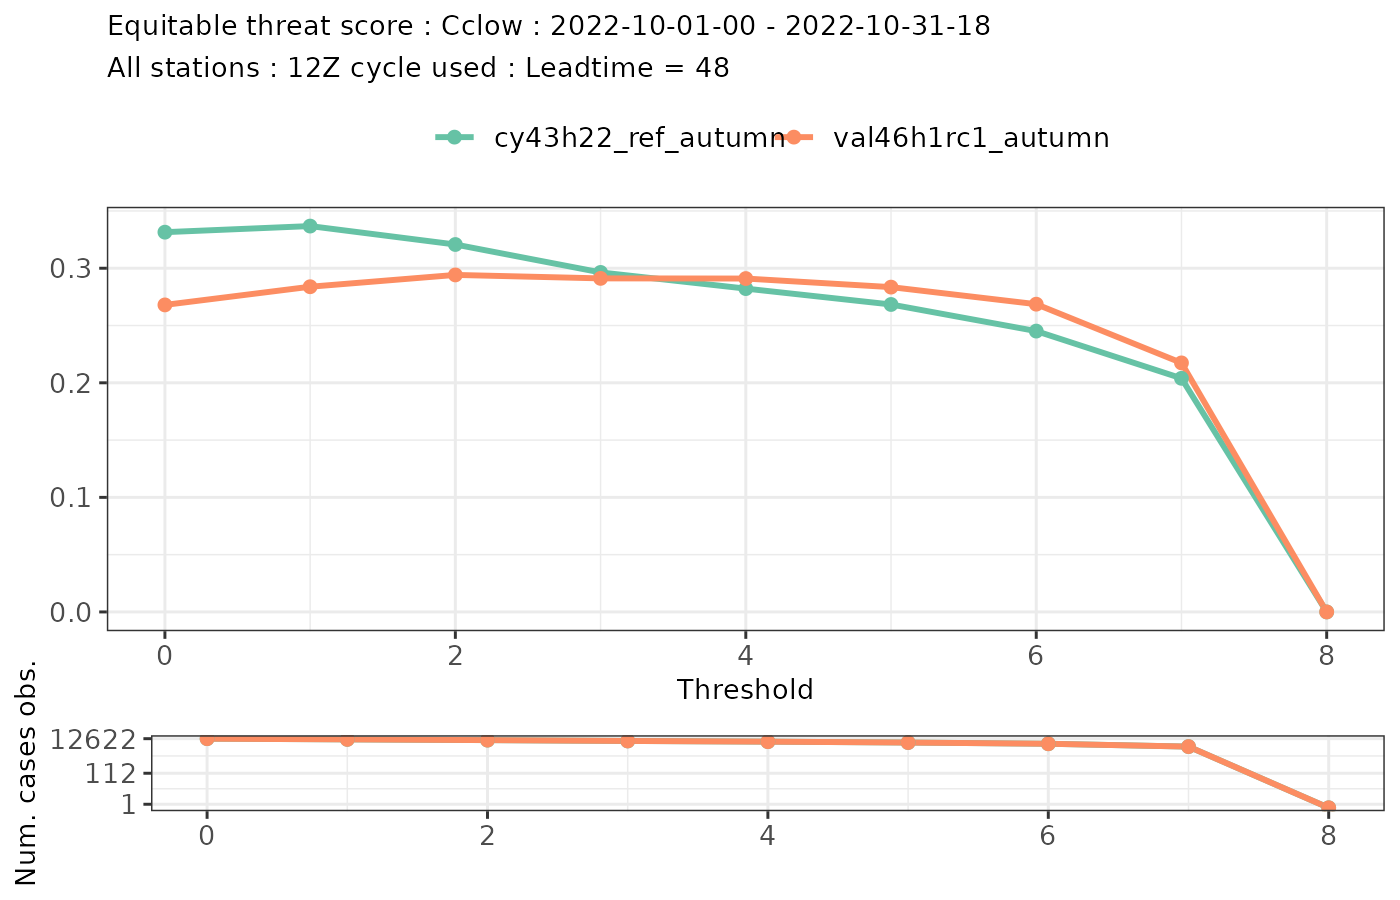 Equitable threat score : Cclow : 2022-10-01-00 - 2022-10-31-18
All stations : 12Z cycle used : Leadtime = 48
cy43h22_ref_autumn val46h1rc1_autumn
0.3
0.2
0.1
0.0
0 2 4 6 8
Threshold
Num. cases obs.
12622
112
1
0 2 4 6 8